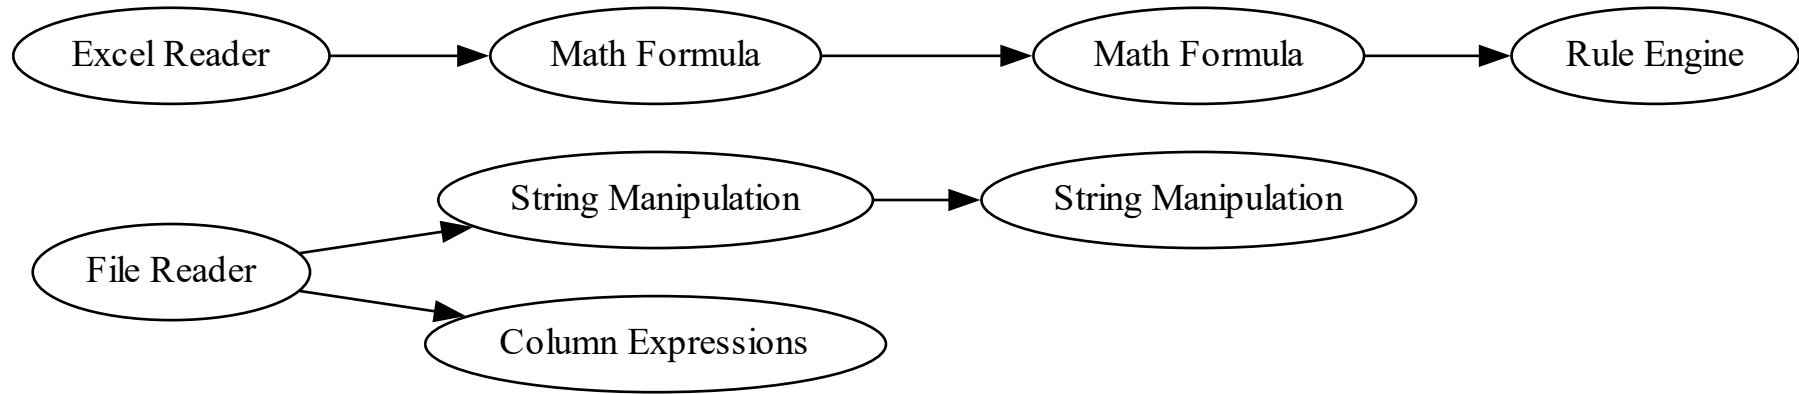 Excel Reader
Math Formula
Math Formula
Rule Engine
String Manipulation
String Manipulation
File Reader
Column Expressions